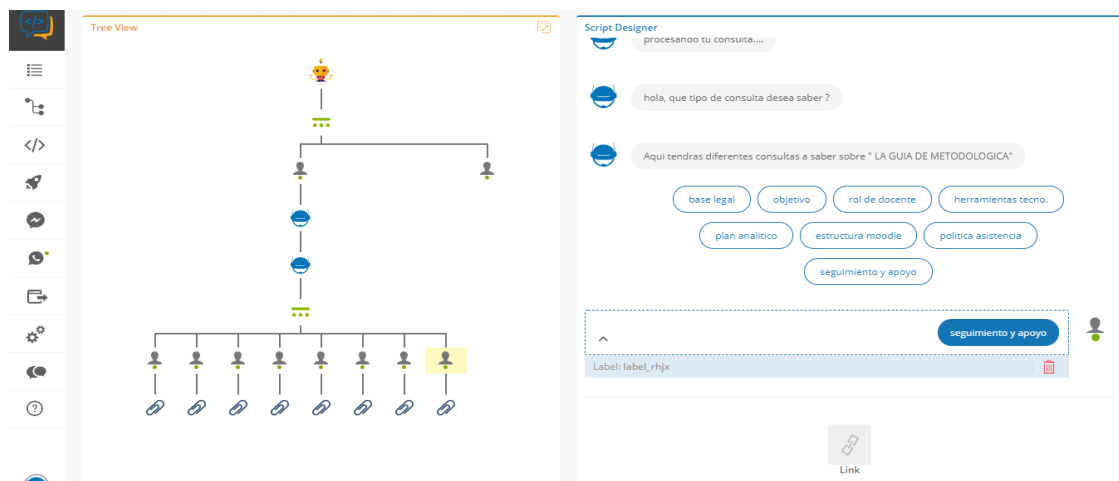 Tree View
Script Designer
procesando tu consulta....
hola, que tipo de consulta desea saber ?
Aqui tendras diferentes consultas a saber sobre " LA GUIA DE METODOLOGICA"
base legal
objetivo
rol de docente
herramientas tecno.
plan analitico
estructura moodle
politica asistencia
seguimiento y apoyo
seguimiento y apoyo
Label: label_rhjx
Link